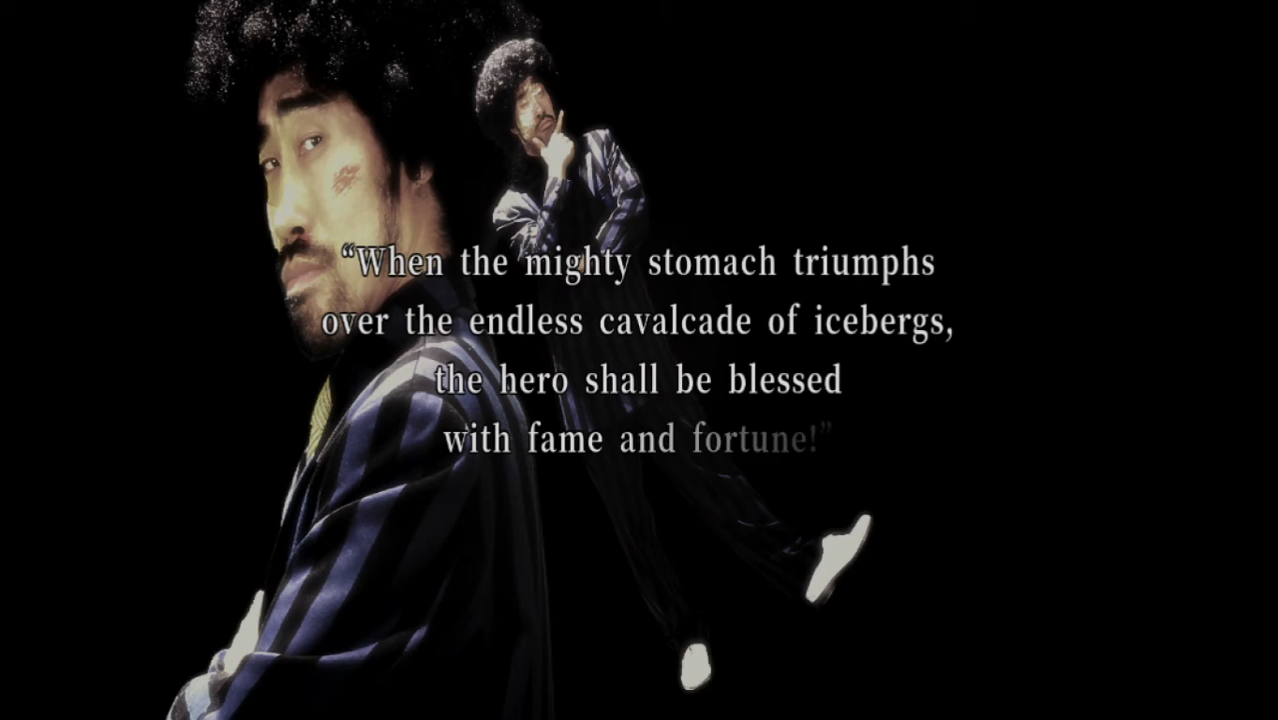 “When the mighty stomach triumphs
over the endless cavalcade of icebergs,
the hero shall be blessed
with fame and fortune!”